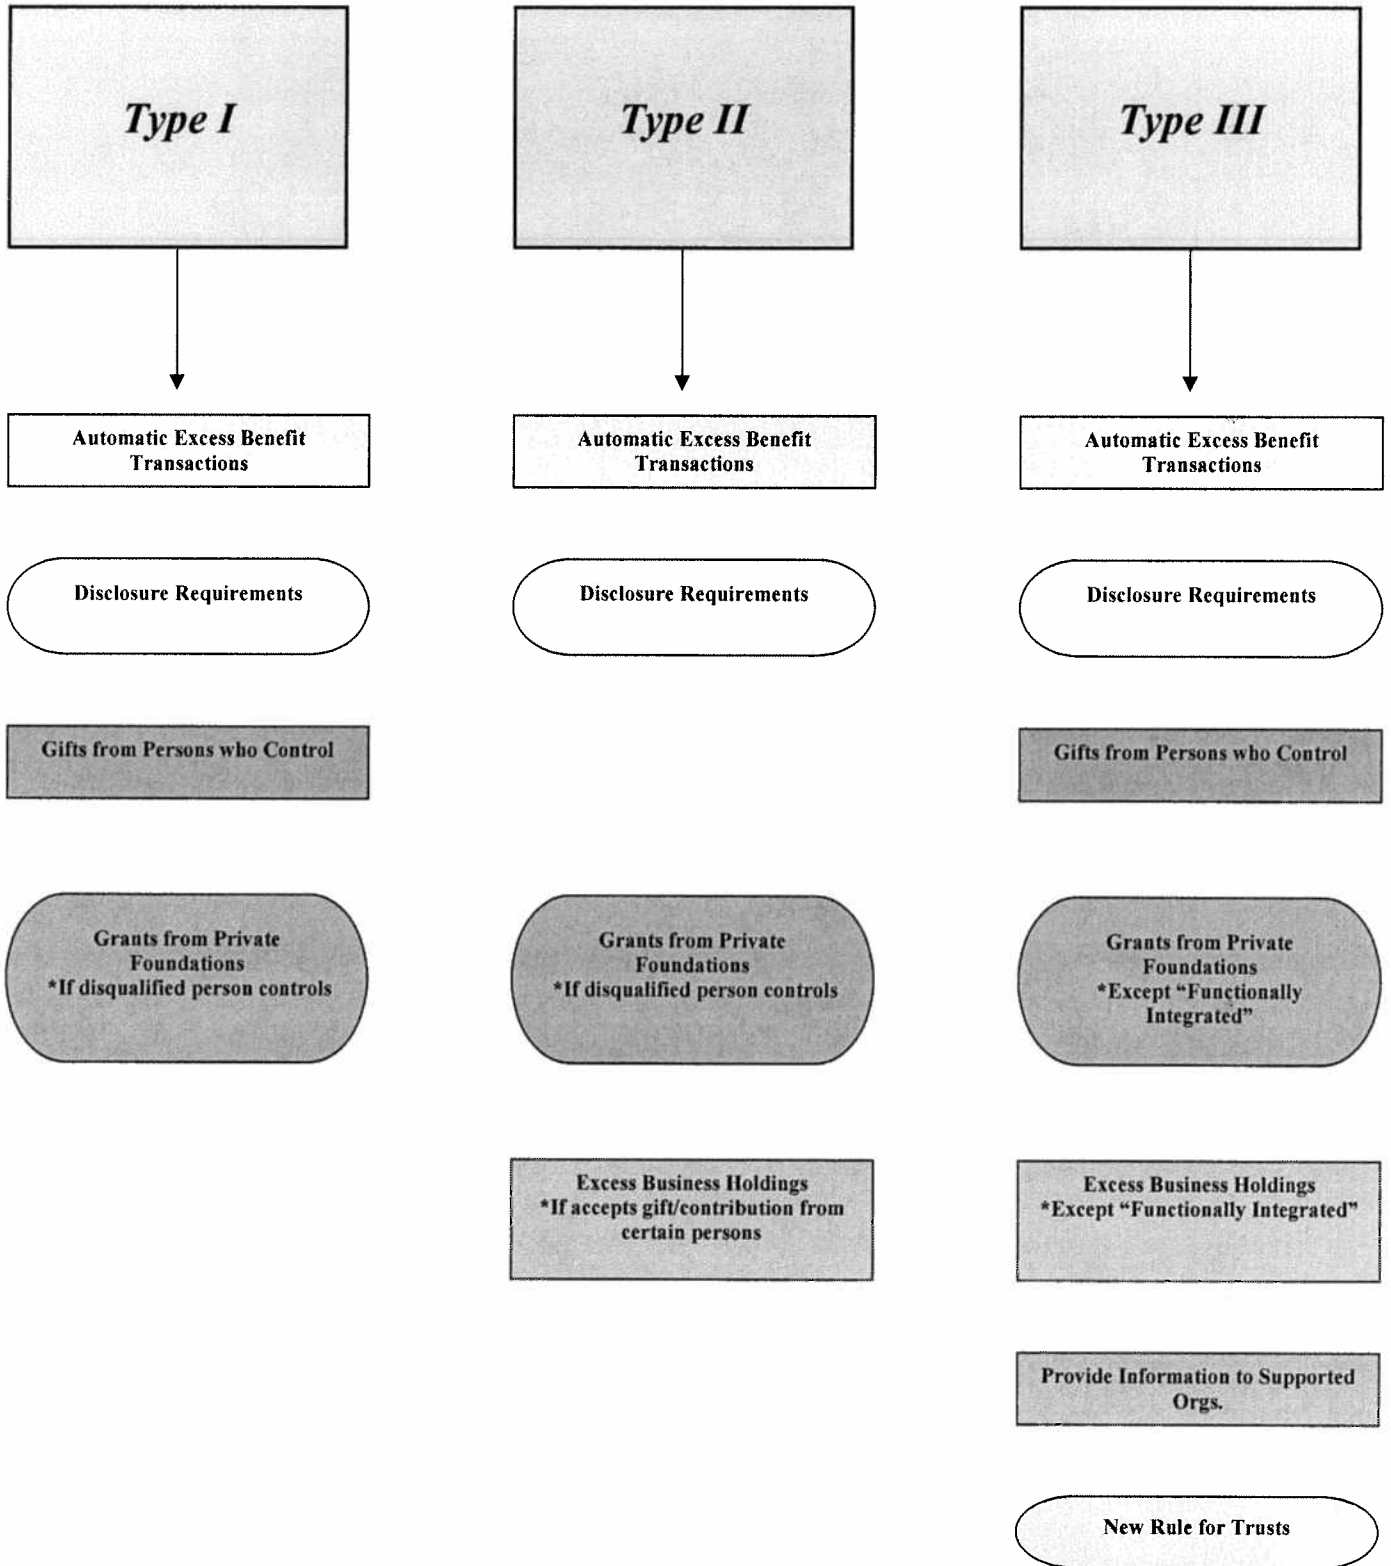 Type I
Type II
Type III
Automatic Excess Benefit
Transactions
Automatic Excess Benefit
Transactions
Automatic Excess Benefit
Transactions
Disclosure Requirements
Disclosure Requirements
Disclosure Requirements
Gifts from Persons who Control
Gifts from Persons who Control
Grants from Private
Foundations
*If disqualified person controls
Grants from Private
Foundations
*If disqualified person controls
Grants from Private
Foundations
*Except “Functionally
Integrated”
Excess Business Holdings
*If accepts gift/contribution from
certain persons
Excess Business Holdings
*Except “Functionally Integrated”
Provide Information to Supported
Orgs.
New Rule for Trusts